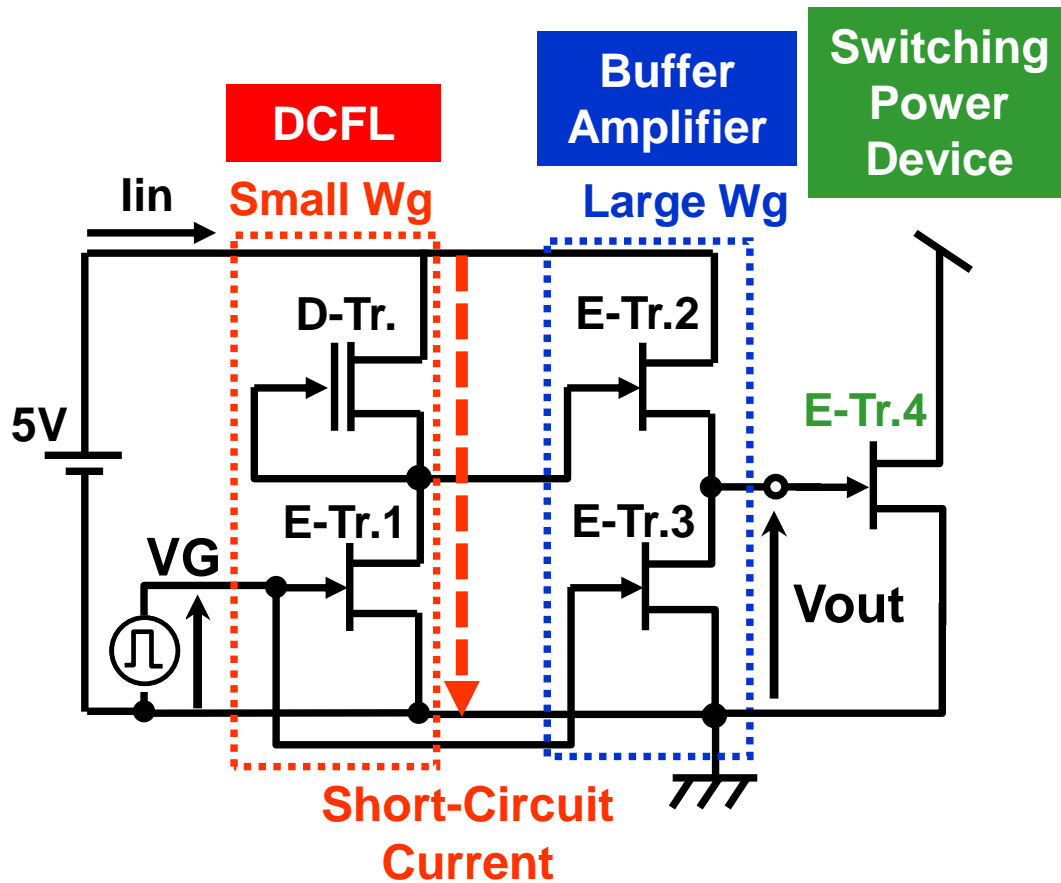 DCFL
Buffer
Amplifier
Switching
Power
Device
Iin
Small Wg
Large Wg
D-Tr.
E-Tr.2
5V
E-Tr.4
E-Tr.1
E-Tr.3
VG
Vout
Short-Circuit
Current